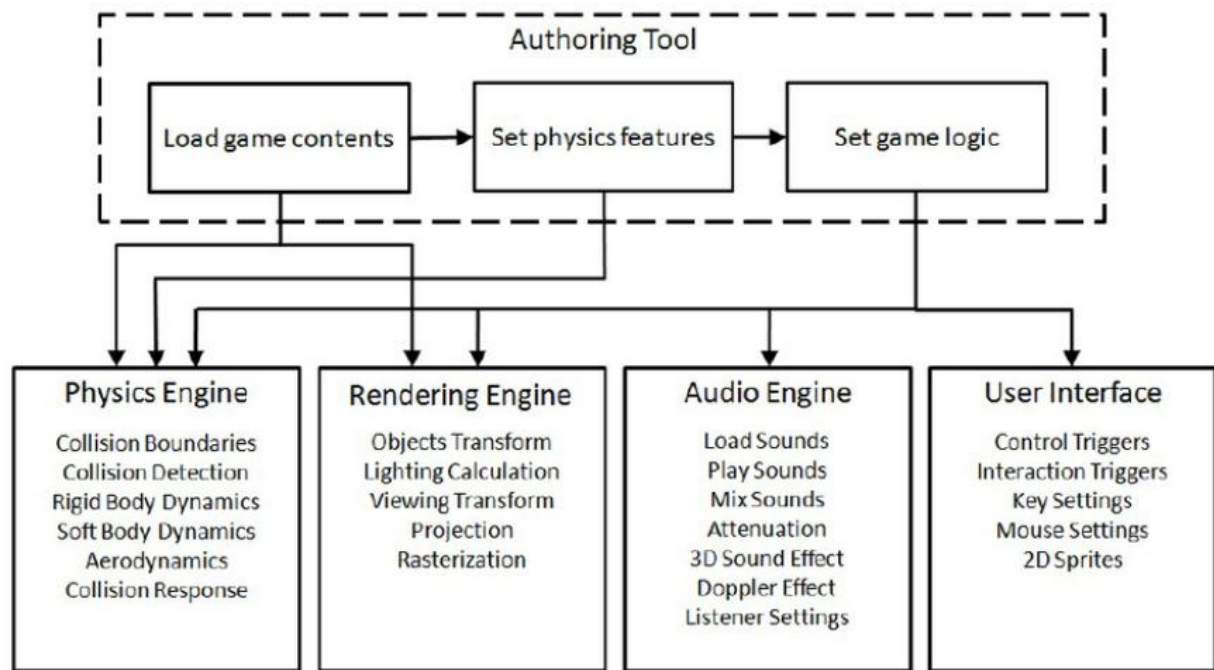 Authoring Tool
Load game contents
Set physics features
Set game logic
Physics Engine
Collision Boundaries
Collision Detection
Rigid Body Dynamics
Soft Body Dynamics
Aerodynamics
Collision Response
Rendering Engine
Objects Transform
Lighting Calculation
Viewing Transform
Projection
Rasterization
Audio Engine
Load Sounds
Play Sounds
Mix Sounds
Attenuation
3D Sound Effect
Doppler Effect
Listener Settings
User Interface
Control Triggers
Interaction Triggers
Key Settings
Mouse Settings
2D Sprites